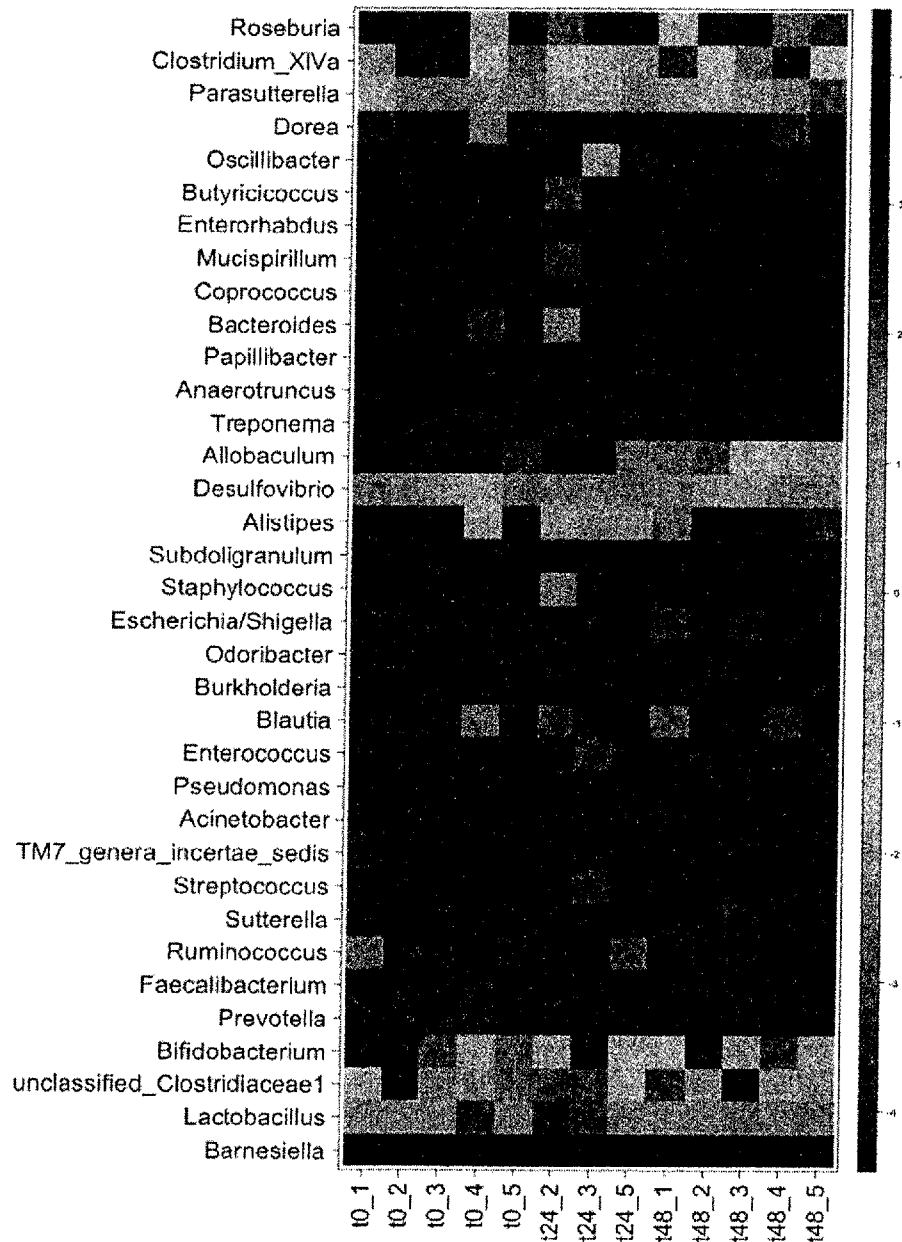 Roseburia
Clostridium_XIVa
Parasutterella
Dorea
Oscillibacter
Butyricicoccus
Enterorhabdus
Mucispirillum
Coprococcus
Bacteroides
Papillibacter
Anaerotruncus
Treponema
Allobaculum
Desulfovibrio
Alistipes
Subdoligranulum
Staphylococcus
Escherichia/Shigella
Odoribacter
Burkholderia
Blautia
Enterococcus
Pseudomonas
Acinetobacter
TM7_genera_incertae_sedis
Streptococcus
Sutterella
Ruminococcus
Faecalibacterium
Prevotella
Bifidobacterium
unclassified_Clostridiaceae1
Lactobacillus
Barnesiella
t0_1
t0_2
t0_3
t0_4
t0_5
t24_2
t24_3
t24_5
t48_1
t48_2
t48_3
t48_4
t48_5
2
1
0
-1
-2
-3
-4